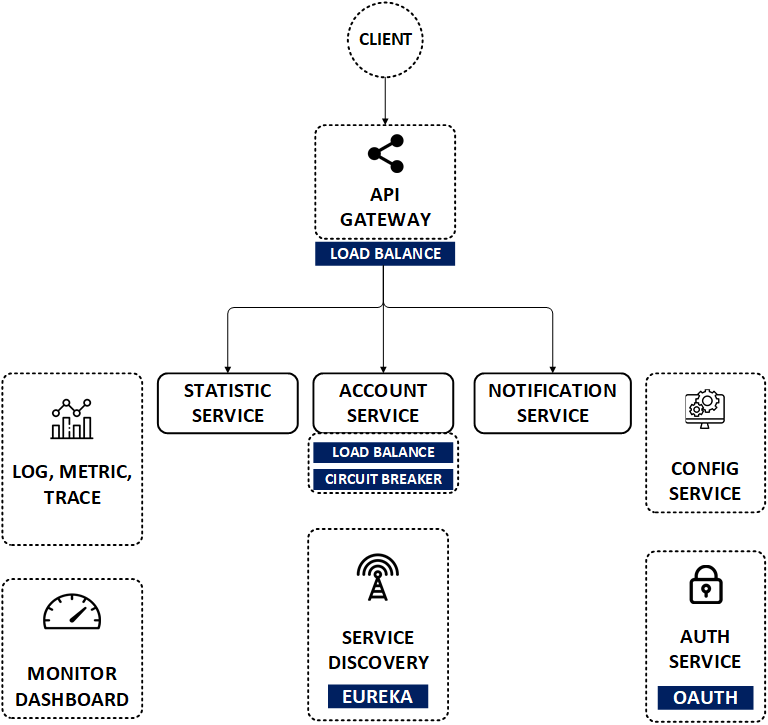 CLIENT
API
GATEWAY
LOAD BALANCE
STATISTIC
SERVICE
ACCOUNT
SERVICE
NOTIFICATION
SERVICE
LOAD BALANCE
CIRCUIT BREAKER
LOG, METRIC,
TRACE
CONFIG
SERVICE
MONITOR
DASHBOARD
SERVICE
DISCOVERY
EUREKA
AUTH
SERVICE
OAUTH